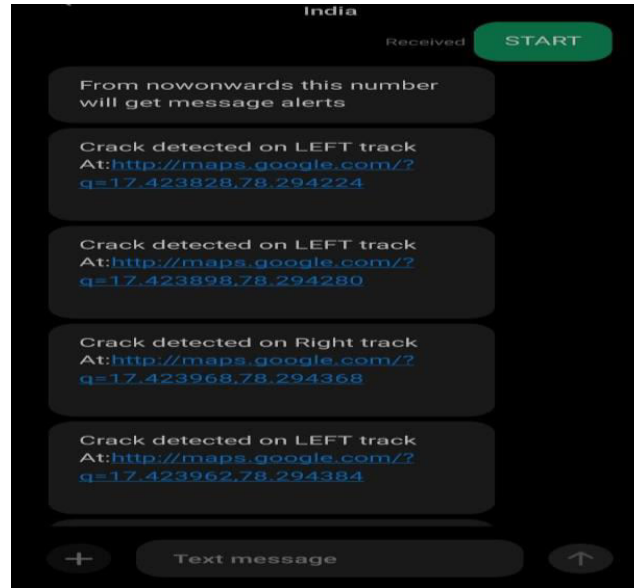 India
Received
START
From nowonwards this number
will get message alerts
Crack detected on LEFT track
At:http://maps.google.com/?
q=17.423828,78.294224
Crack detected on LEFT track
At:http://maps.google.com/?
q=17.423898,78.294280
Crack detected on Right track
At:http://maps.google.com/?
q=17.423968,78.294368
Crack detected on LEFT track
At:http://maps.google.com/?
q=17.423962,78.294384
Text message